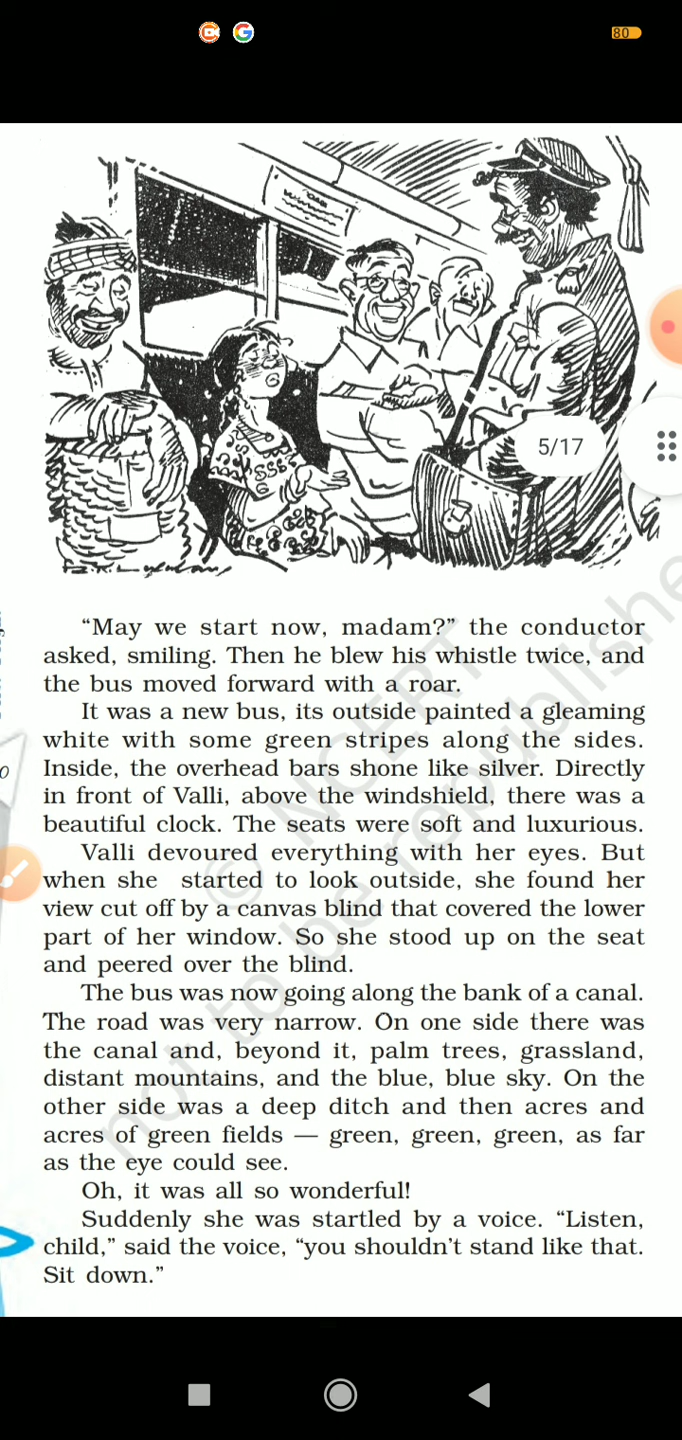 80
5/17
“May we start now, madam?” the conductor
asked, smiling. Then he blew his whistle twice, and
the bus moved forward with a roar.
It was a new bus, its outside painted a gleaming
white with some green stripes along the sides.
Inside, the overhead bars shone like silver. Directly
in front of Valli, above the windshield, there was a
beautiful clock. The seats were soft and luxurious.
Valli devoured everything with her eyes. But
when she started to look outside, she found her
view cut off by a canvas blind that covered the lower
part of her window. So she stood up on the seat
and peered over the blind.
The bus was now going along the bank of a canal.
The road was very narrow. On one side there was
the canal and, beyond it, palm trees, grassland,
distant mountains, and the blue, blue sky. On the
other side was a deep ditch and then acres and
acres of green fields — green, green, green, as far
as the eye could see.
Oh, it was all so wonderful!
Suddenly she was startled by a voice. “Listen,
child,” said the voice, “you shouldn’t stand like that.
Sit down.”
© NCERT
not to be republishe